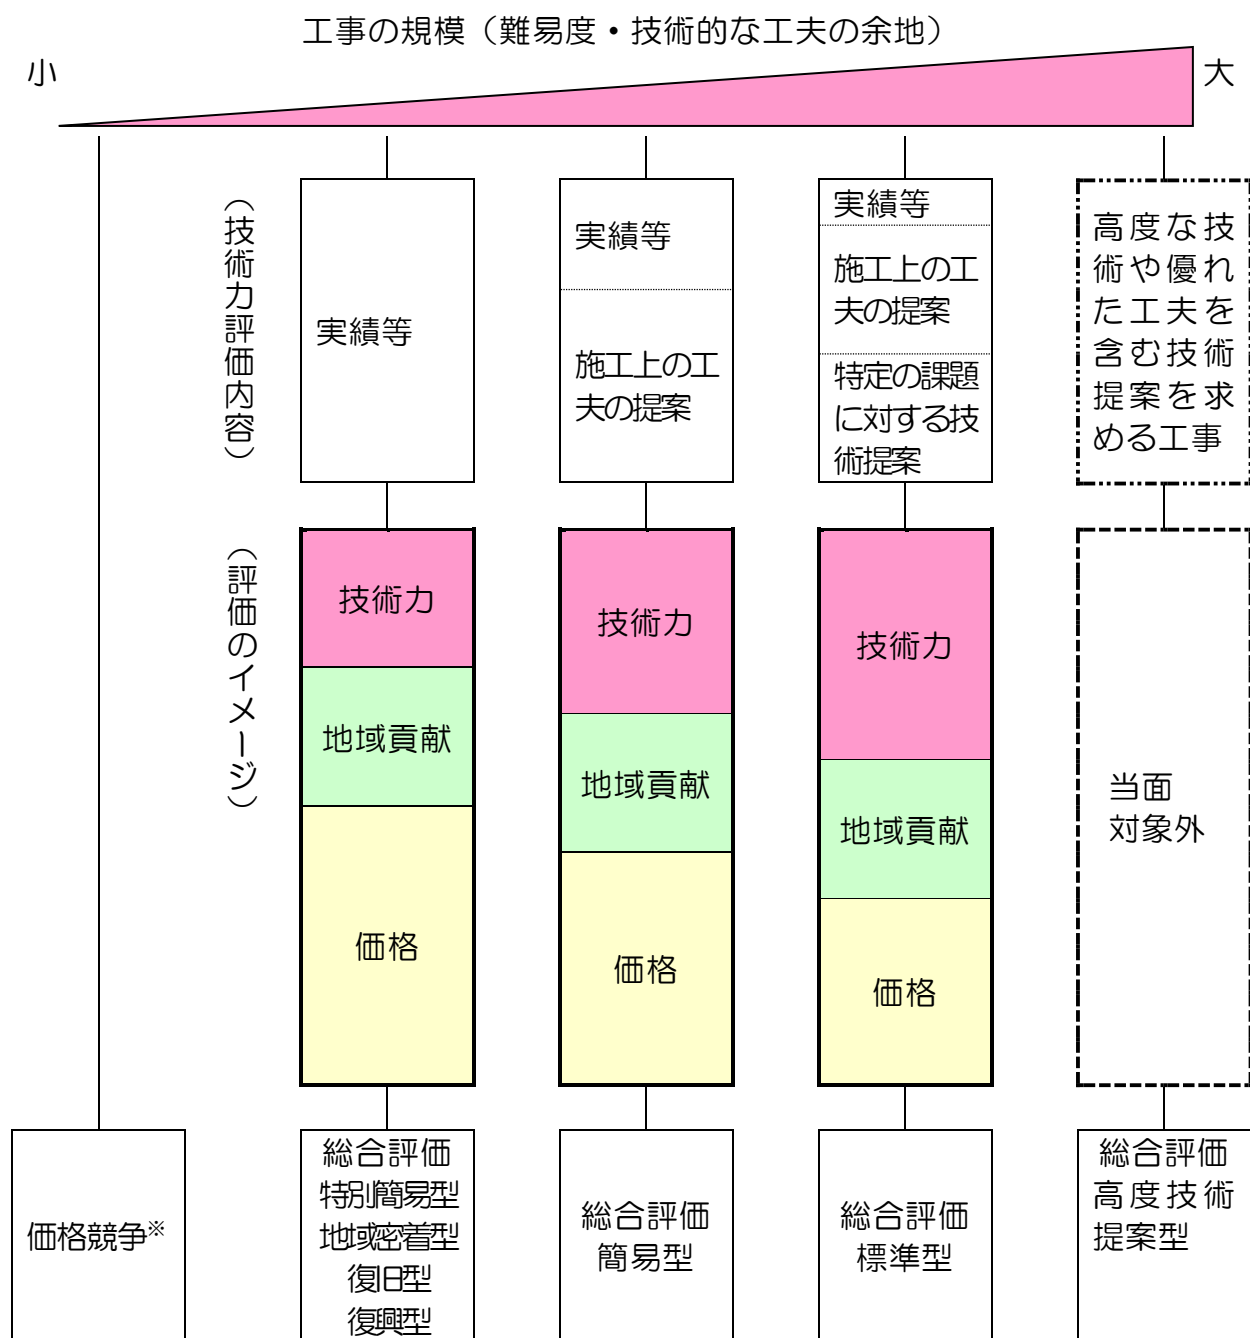 工事の規模（難易度・技術的な工夫の余地）
小
大
（技術力評価内容）
実績等
実績等
施工上の工
夫の提案
実績等
施工上の工
夫の提案
特定の課題
に対する技
術提案
高度な技
術や優れ
た工夫を
含む技術
提案を求
める工事
（評価のイメージ）
技術力
地域貢献
価格
技術力
地域貢献
価格
技術力
地域貢献
価格
当面
対象外
価格競争※
総合評価
特別簡易型
地域密着型
復旧型
復興型
総合評価
簡易型
総合評価
標準型
総合評価
高度技術
提案型